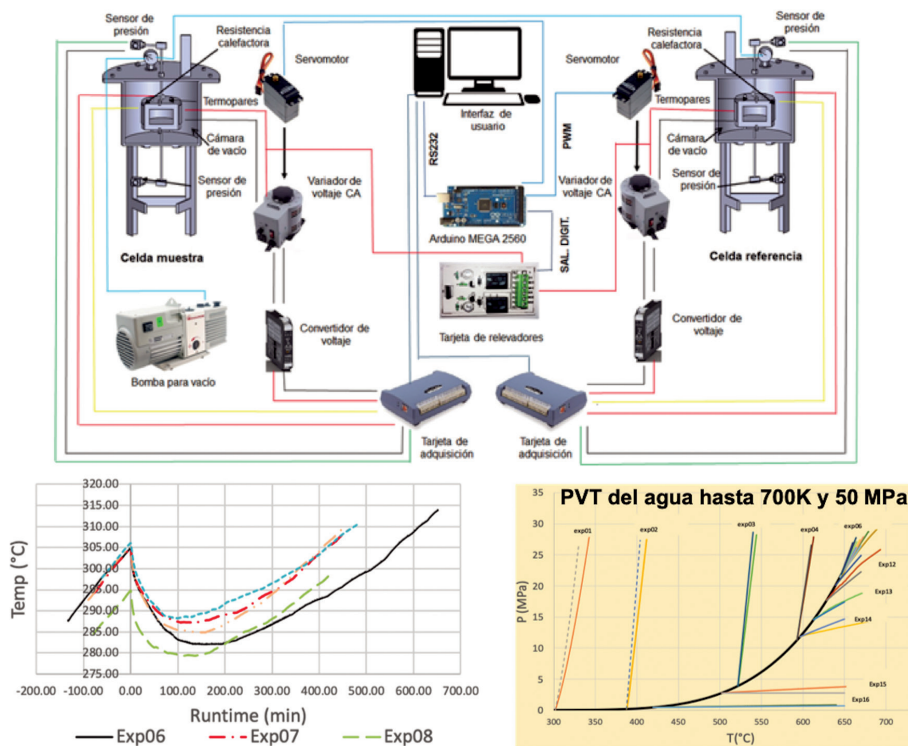 Sensor de
presión
Resistencia
calefactora
Servomotor
Termopares
Cámara
de vacío
Sensor de
presión
Variador de
voltaje CA
Celda muestra
Bomba para vacío
Convertidor de
voltaje
Interfaz de
usuario
RS232
PWM
Arduino MEGA 2560
SAL. DIGIT.
Tarjeta de relevadores
Tarjeta de
adquisición
Tarjeta de
adquisición
Servomotor
Resistencia
calefactora
Sensor de
presión
Termopares
Cámara
de vacío
Variador de
voltaje CA
Sensor de
presión
Celda referencia
Convertidor de
voltaje
320.00
315.00
310.00
305.00
300.00
295.00
290.00
285.00
280.00
275.00
Temp (°C)
-200.00 -100.00 0.00 100.00 200.00 300.00 400.00 500.00 600.00 700.00
Runtime (min)
Exp06 Exp07 Exp08
PVT del agua hasta 700K y 50 MPa
35
30
25
20
15
10
5
0
P (MPa)
exp01 exp02 exp03 exp04 exp06
Exp12
Exp13
Exp14
Exp15
Exp16
300 350 400 450 500 550 600 650 700
T(°C)